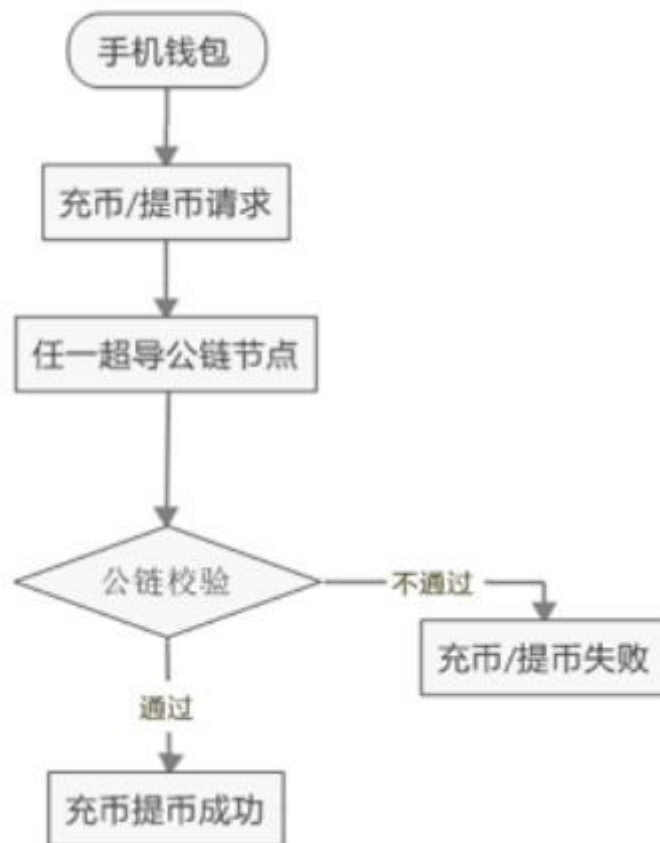 手机钱包
充币/提币请求
任一超导公链节点
公链校验
不通过
充币/提币失败
通过
充币提币成功